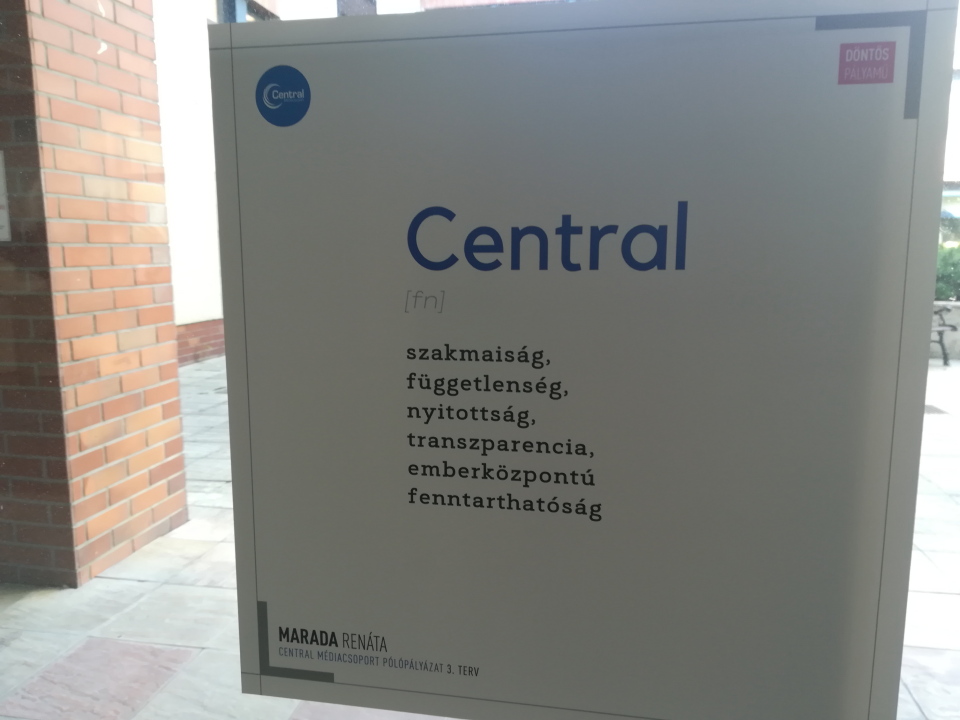 Central
DÖNTŐS
PÁLYAMŰ
Central
[fn]
szakmaiság,
függetlenség,
nyitottság,
transzparencia,
emberközpontú
fenntarthatóság
MARADA RENÁTA
CENTRAL MÉDIACSOPORT PÓLÓPÁLYÁZAT 3. TERV